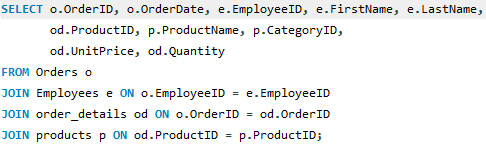 SELECT o.OrderID, o.OrderDate, e.EmployeeID, e.FirstName, e.LastName,
od.ProductID, p.ProductName, p.CategoryID,
od.UnitPrice, od.Quantity
FROM Orders o
JOIN Employees e ON o.EmployeeID = e.EmployeeID
JOIN order_details od ON o.OrderID = od.OrderID
JOIN products p ON od.ProductID = p.ProductID;